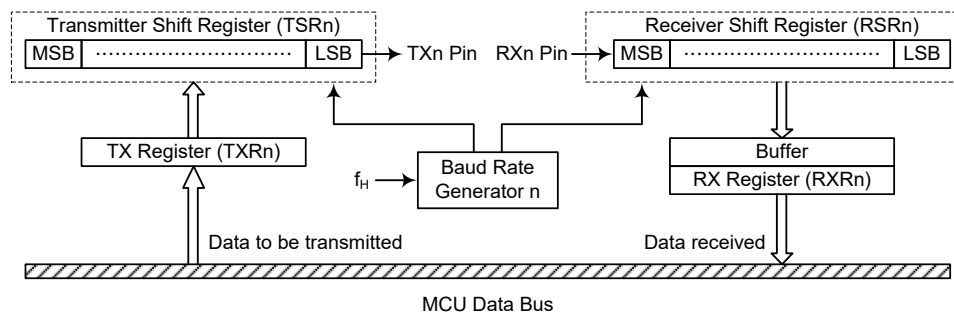 Transmitter Shift Register (TSRn)
MSB ……………………………… LSB
TXn Pin
RXn Pin
Receiver Shift Register (RSRn)
MSB ……………………………… LSB
TX Register (TXRn)
fH
Baud Rate
Generator n
Buffer
RX Register (RXRn)
Data to be transmitted
Data received
MCU Data Bus